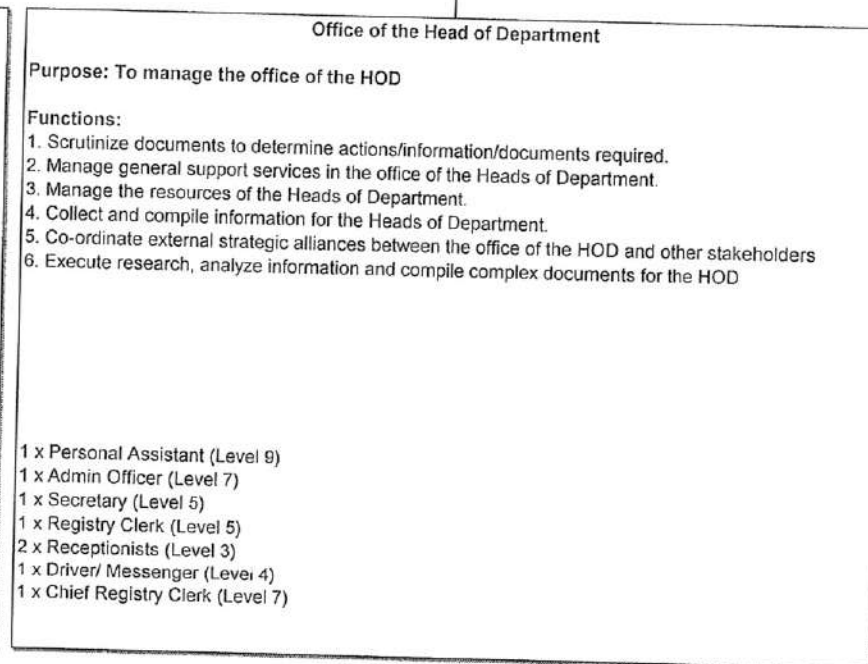 Office of the Head of Department
Purpose: To manage the office of the HOD
Functions:
1. Scrutinize documents to determine actions/information/documents required.
2. Manage general support services in the office of the Heads of Department.
3. Manage the resources of the Heads of Department.
4. Collect and compile information for the Heads of Department.
5. Co-ordinate external strategic alliances between the office of the HOD and other stakeholders
6. Execute research, analyze information and compile complex documents for the HOD
1 x Personal Assistant (Level 9)
1 x Admin Officer (Level 7)
1 x Secretary (Level 5)
1 x Registry Clerk (Level 5)
2 x Receptionists (Level 3)
1 x Driver/ Messenger (Level 4)
1 x Chief Registry Clerk (Level 7)